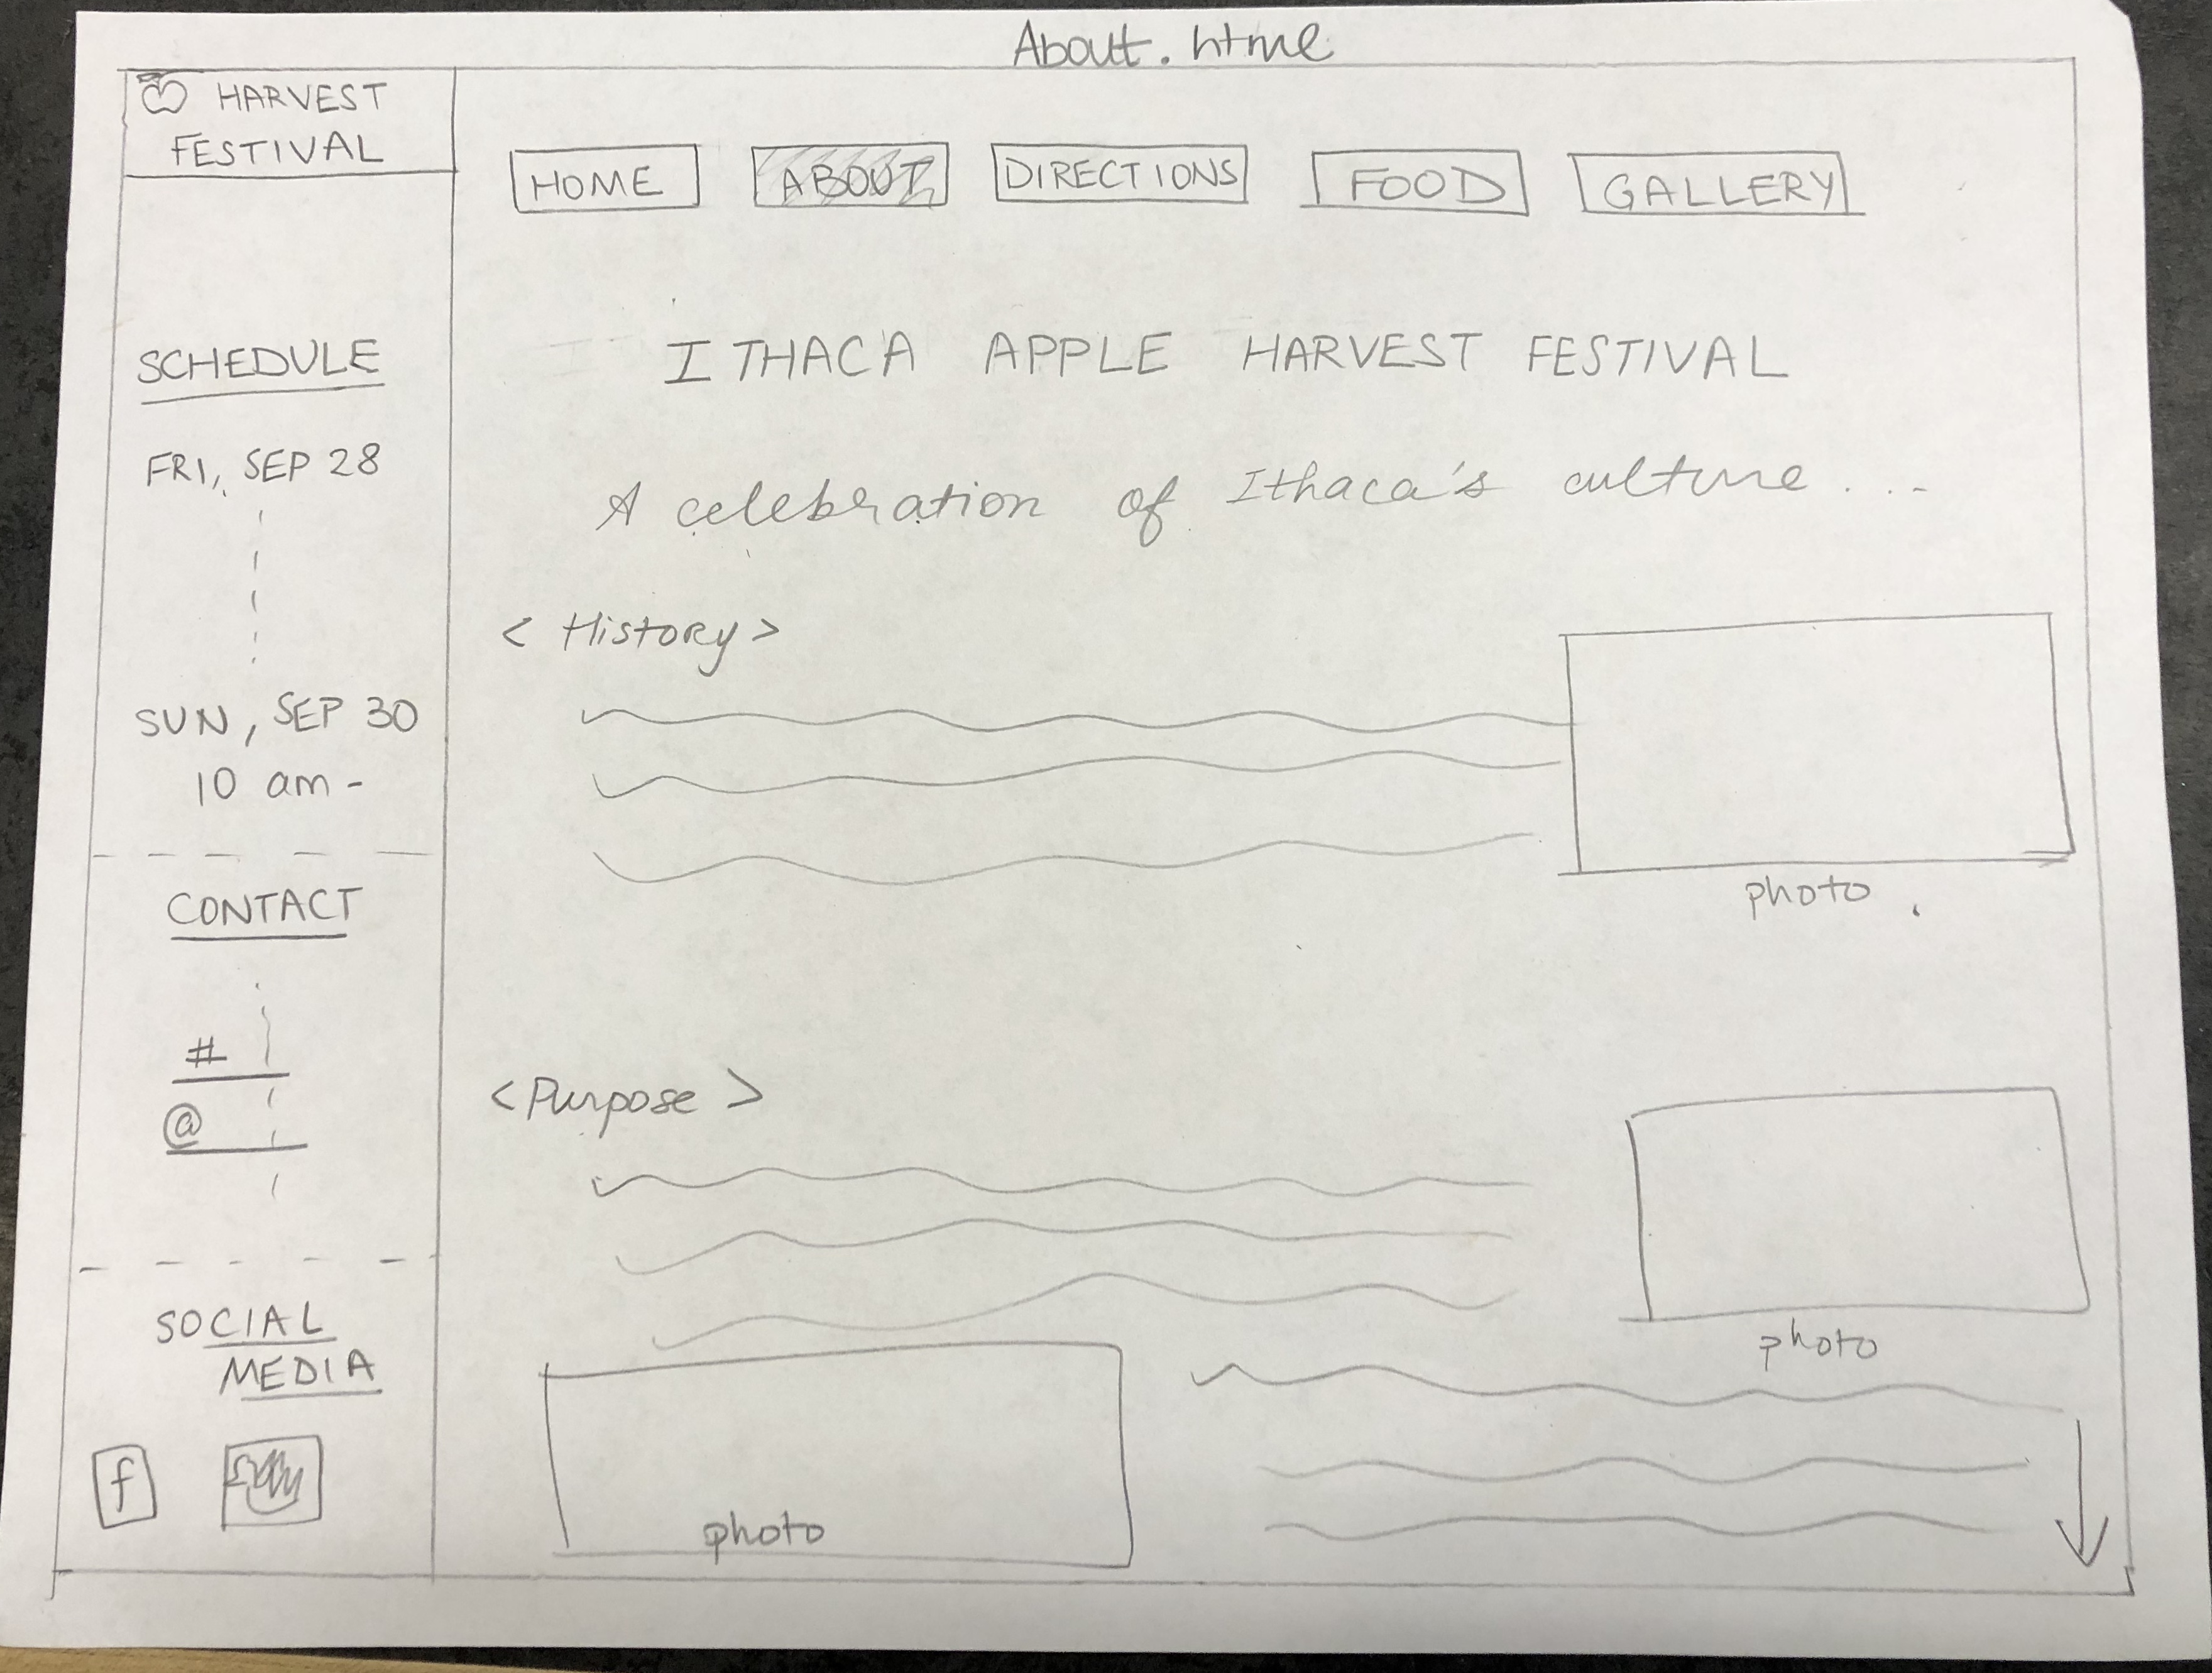 About.html
HARVEST
FESTIVAL
HOME ABOUT DIRECTIONS FOOD GALLERY
SCHEDULE
FRI, SEP 28
SUN, SEP 30
10 am -
CONTACT
#
@
SOCIAL
MEDIA
f
ITHACA APPLE HARVEST FESTIVAL
A celebration of Ithaca's culture ...
< History >
photo
< Purpose >
photo
photo